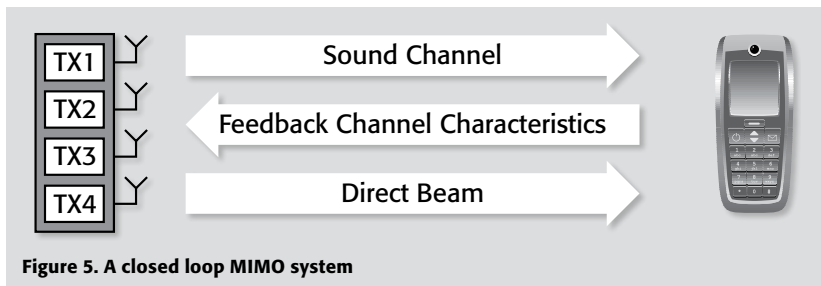 TX1
TX2
TX3
TX4
Sound Channel
Feedback Channel Characteristics
Direct Beam
Figure 5. A closed loop MIMO system